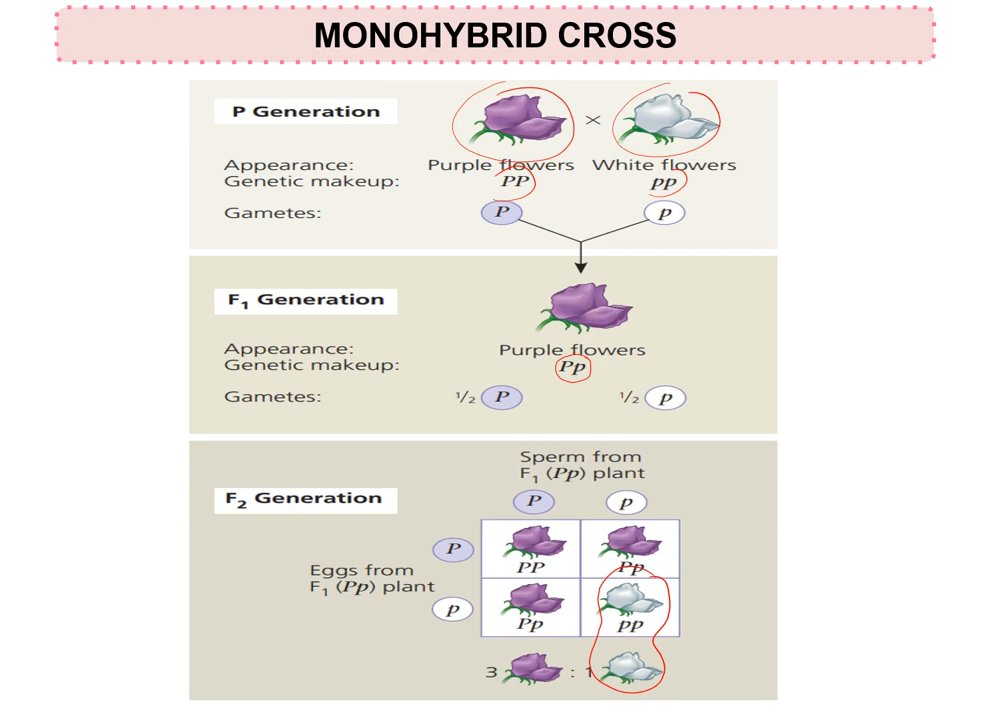 MONOHYBRID CROSS
P Generation
×
Appearance: Purple flowers White flowers
Genetic makeup: PP pp
Gametes: P p
F1 Generation
Appearance: Purple flowers
Genetic makeup: Pp
Gametes: 1/2 P 1/2 p
Sperm from
F1 (Pp) plant
F2 Generation
P p
P
PP Pp
Eggs from
F1 (Pp) plant
p
Pp pp
3 : 1